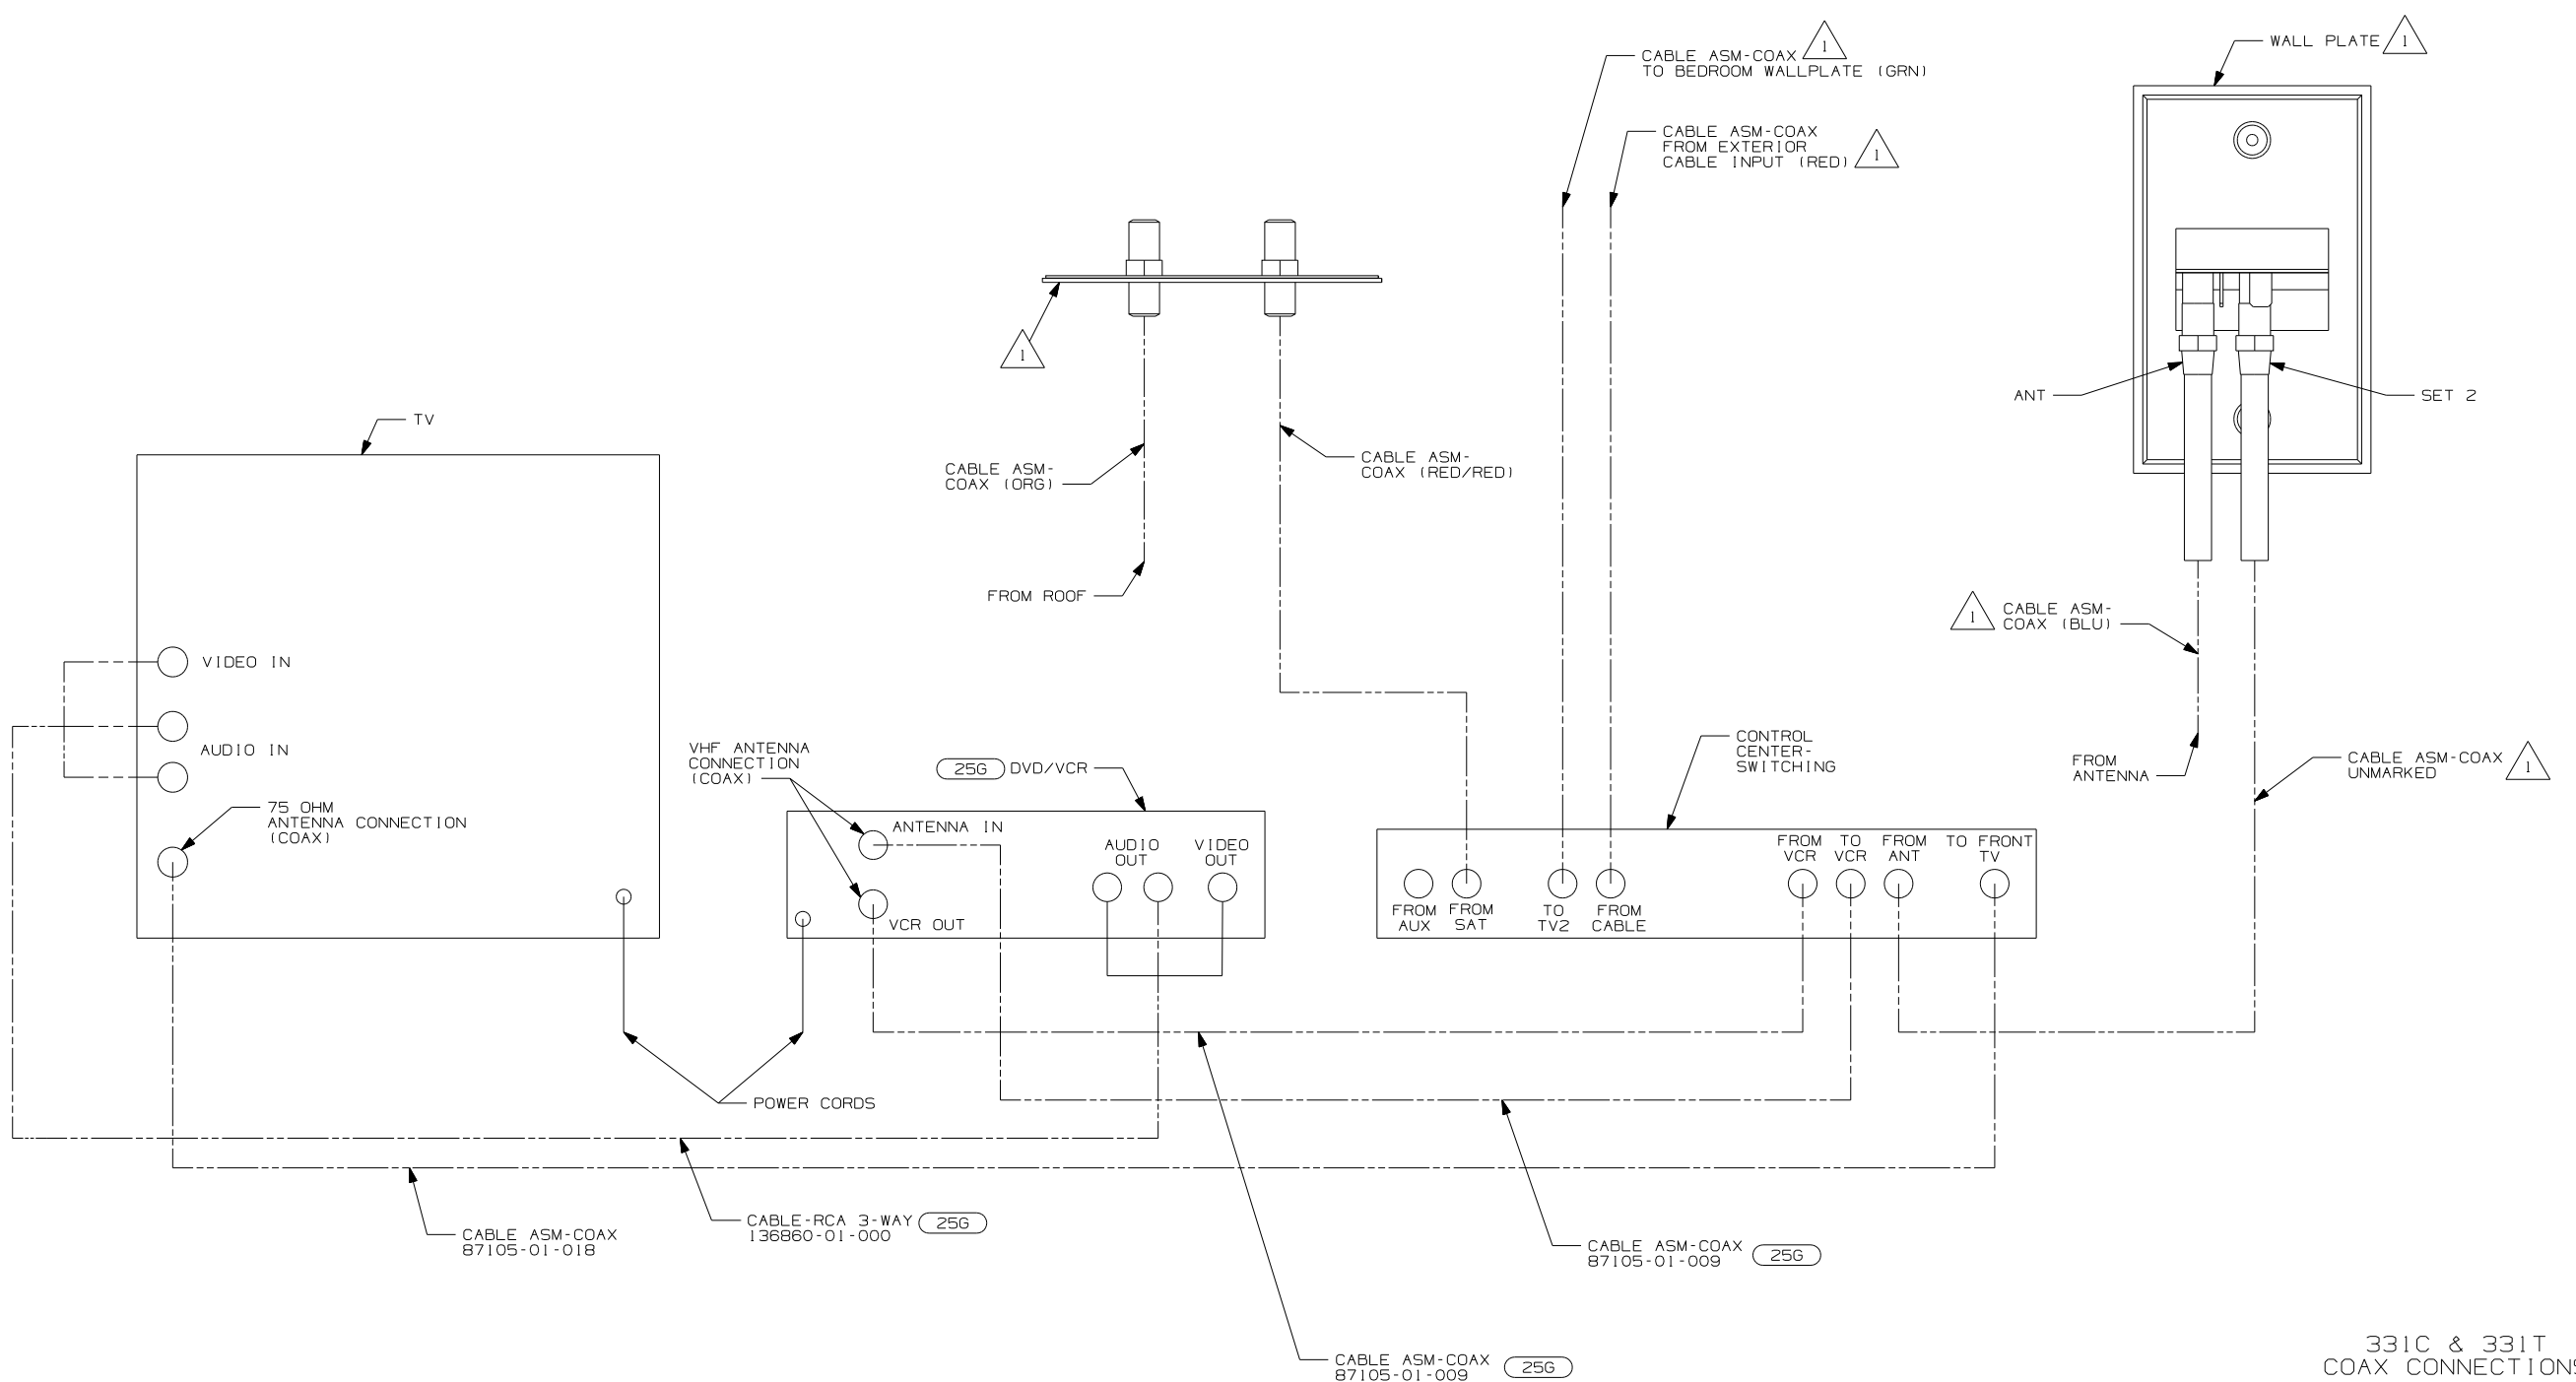 CABLE ASM-COAX 1
TO BEDROOM WALLPLATE (GRN)
WALL PLATE 1
CABLE ASM-COAX
FROM EXTERIOR
CABLE INPUT (RED) 1
1
CABLE ASM-
COAX (ORG)
CABLE ASM-
COAX (RED/RED)
FROM ROOF
ANT
SET 2
TV
VIDEO IN
AUDIO IN
75 OHM
ANTENNA CONNECTION
(COAX)
VHF ANTENNA
CONNECTION
(COAX)
25G DVD/VCR
ANTENNA IN
VCR OUT
AUDIO
OUT
VIDEO
OUT
CONTROL
CENTER-
SWITCHING
FROM
AUX
FROM
SAT
TO
TV2
FROM
CABLE
FROM
VCR
TO
VCR
FROM
ANT
TO FRONT
TV
1 CABLE ASM-
COAX (BLU)
FROM
ANTENNA
CABLE ASM-COAX
UNMARKED 1
POWER CORDS
CABLE ASM-COAX
87105-01-018
CABLE-RCA 3-WAY 25G
136860-01-000
CABLE ASM-COAX
87105-01-009 25G
CABLE ASM-COAX
87105-01-009 25G
331C & 331T
COAX CONNECTIONS